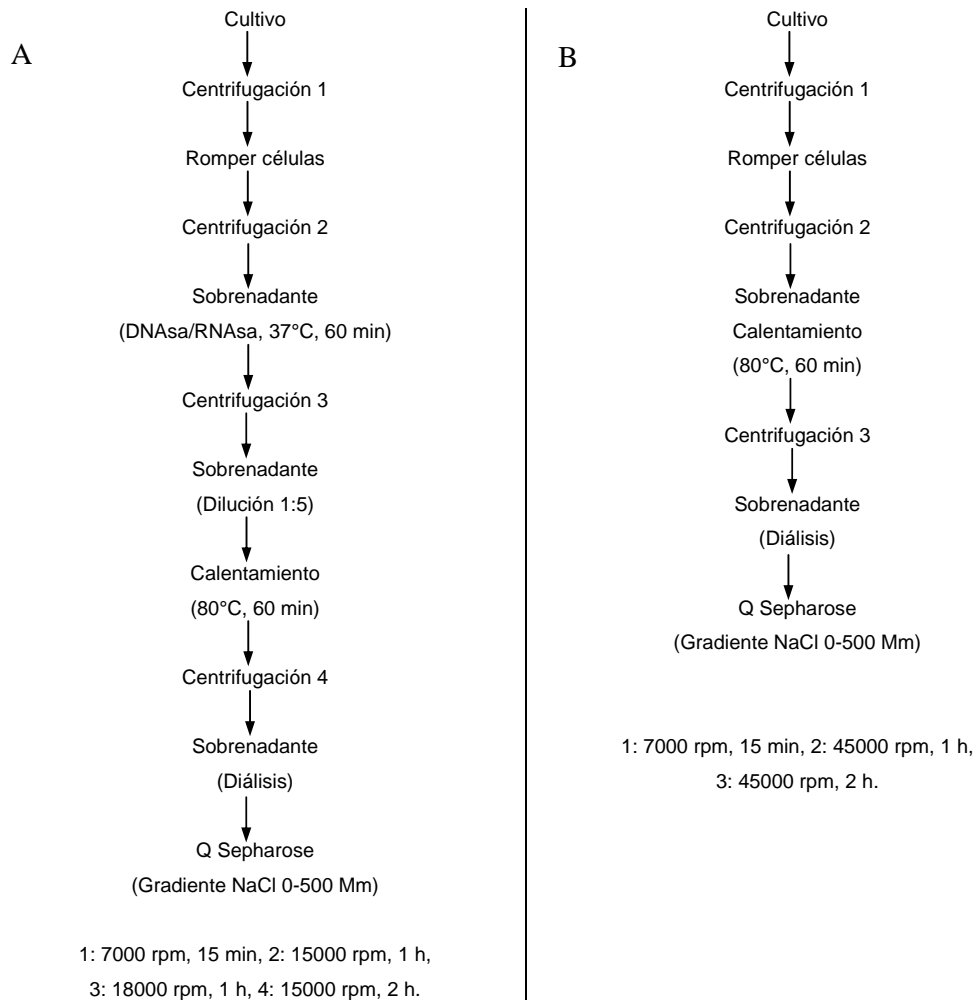 A
Cultivo
Centrifugación 1
Romper células
Centrifugación 2
Sobrenadante
(DNAsa/RNAsa, 37°C, 60 min)
Centrifugación 3
Sobrenadante
(Dilución 1:5)
Calentamiento
(80°C, 60 min)
Centrifugación 4
Sobrenadante
(Diálisis)
Q Sepharose
(Gradiente NaCl 0-500 Mm)
1: 7000 rpm, 15 min, 2: 15000 rpm, 1 h,
3: 18000 rpm, 1 h, 4: 15000 rpm, 2 h.
B
Cultivo
Centrifugación 1
Romper células
Centrifugación 2
Sobrenadante
Calentamiento
(80°C, 60 min)
Centrifugación 3
Sobrenadante
(Diálisis)
Q Sepharose
(Gradiente NaCl 0-500 Mm)
1: 7000 rpm, 15 min, 2: 45000 rpm, 1 h,
3: 45000 rpm, 2 h.